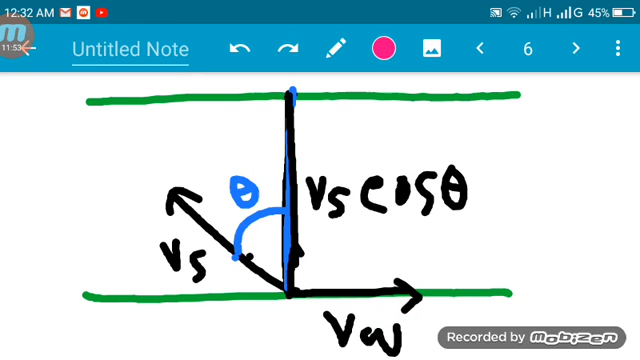 12:32 AM
H
G 45%
11:53
Untitled Note
6
θ
Vs cosθ
Vs
Vw
Recorded by mobizen